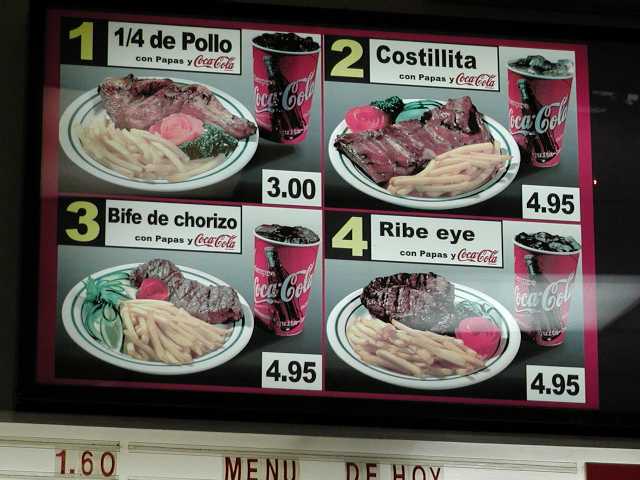 1 1/4 de Pollo
con Papas y Coca-Cola
Coca-Cola
3.00
2 Costillita
con Papas y Coca-Cola
Coca-Cola
4.95
3 Bife de chorizo
con Papas y Coca-Cola
Coca-Cola
4.95
4 Ribe eye
con Papas y Coca-Cola
Coca-Cola
4.95
1.60 MENU DE HOY